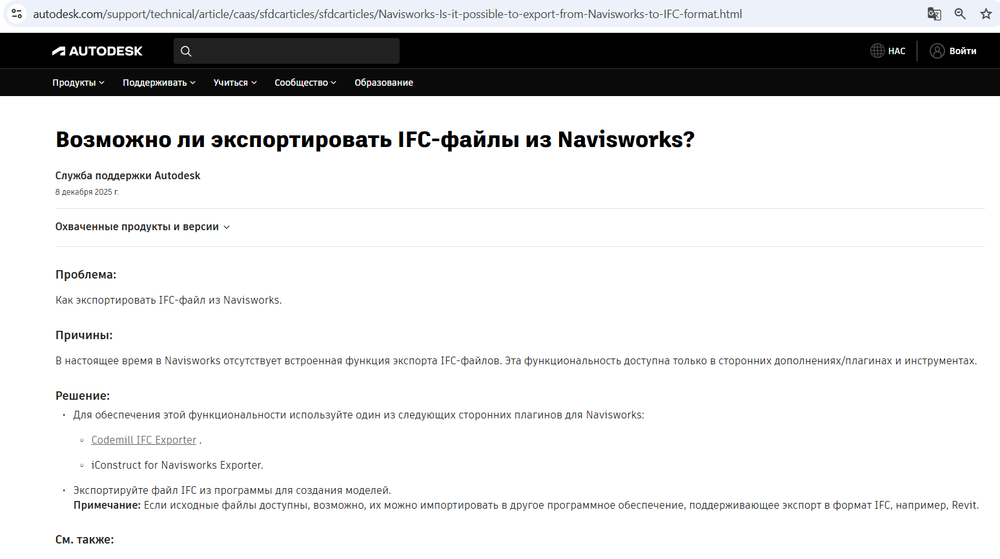 autodesk.com/support/technical/article/caas/sfdcarticles/sfdcarticles/Navisworks-Is-it-possible-to-export-from-Navisworks-to-IFC-format.html
AUTODESK
НАС
Войти
Продукты
Поддерживать
Учиться
Сообщество
Образование
Возможно ли экспортировать IFC-файлы из Navisworks?
Служба поддержки Autodesk
8 декабря 2025 г.
Охваченные продукты и версии
Проблема:
Как экспортировать IFC-файл из Navisworks.
Причины:
В настоящее время в Navisworks отсутствует встроенная функция экспорта IFC-файлов. Эта функциональность доступна только в сторонних дополнениях/плагинах и инструментах.
Решение:
• Для обеспечения этой функциональности используйте один из следующих сторонних плагинов для Navisworks:
◦ Codemill IFC Exporter .
◦ iConstruct for Navisworks Exporter.
• Экспортируйте файл IFC из программы для создания моделей.
Примечание: Если исходные файлы доступны, возможно, их можно импортировать в другое программное обеспечение, поддерживающее экспорт в формат IFC, например, Revit.
См. также: